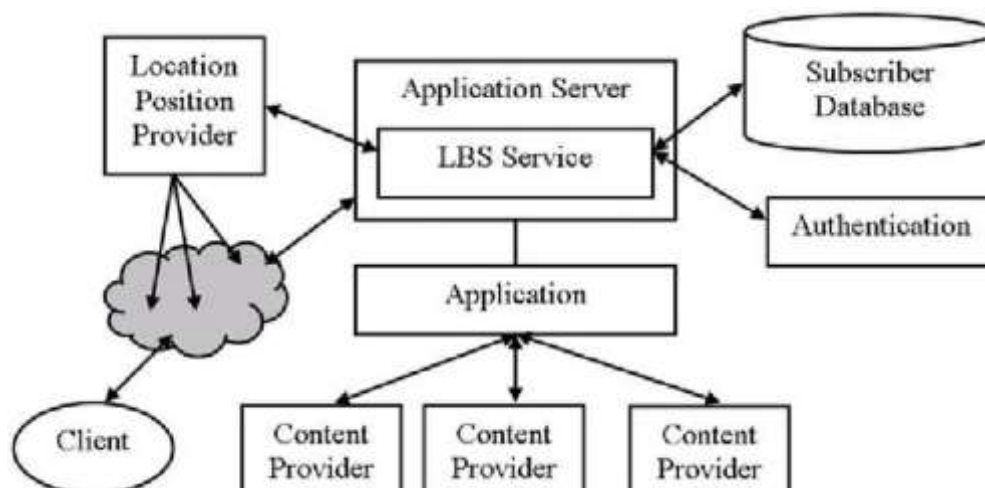 Location
Position
Provider
Application Server
LBS Service
Subscriber
Database
Authentication
Application
Client
Content
Provider
Content
Provider
Content
Provider